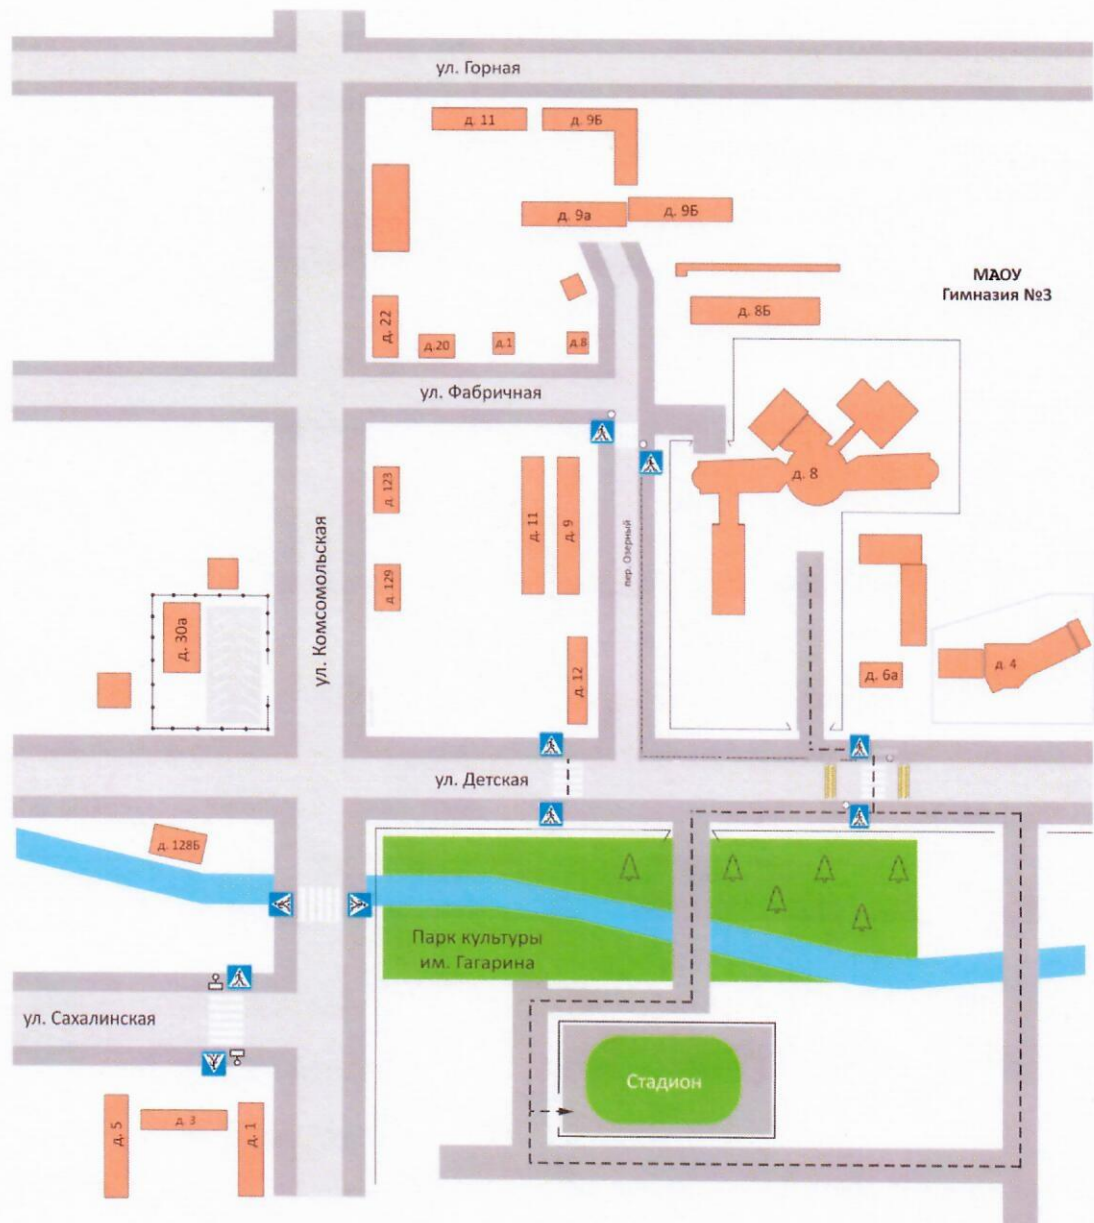 ул. Горная
д. 11
д. 9Б
д. 9а
д. 9Б
МАОУ
Гимназия №3
д. 8Б
д. 22
д.20
д.1
д.8
ул. Фабричная
д. 123
д. 11
д. 9
д. 8
ул. Комсомольская
пер. Озерный
д. 129
д. 30а
д. 12
д. 6а
д. 4
ул. Детская
д. 128Б
Парк культуры
им. Гагарина
ул. Сахалинская
Стадион
д. 5
д. 3
д. 1